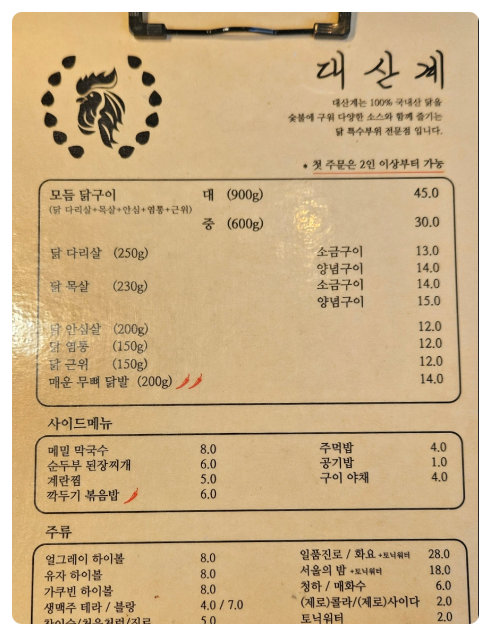 대산계
대산계는 100% 국내산 닭을
숯불에 구워 다양한 소스와 함께 즐기는
닭 특수부위 전문점 입니다.
• 첫 주문은 2인 이상부터 가능
모듬 닭구이 대 (900g) 45.0
(닭 다리살+목살+안심+염통+근위)
중 (600g) 30.0
닭 다리살 (250g) 소금구이 13.0
양념구이 14.0
닭 목살 (230g) 소금구이 14.0
양념구이 15.0
닭 안심살 (200g) 12.0
닭 염통 (150g) 12.0
닭 근위 (150g) 12.0
매운 무뼈 닭발 (200g) 14.0
사이드메뉴
메밀 막국수 8.0 주먹밥 4.0
순두부 된장찌개 6.0 공기밥 1.0
계란찜 5.0 구이 야채 4.0
깍두기 볶음밥 6.0
주류
얼그레이 하이볼 8.0 일품진로 / 화요 +토닉워터 28.0
유자 하이볼 8.0 서울의 밤 +토닉워터 18.0
가쿠빈 하이볼 8.0 청하 / 매화수 6.0
생맥주 테라 / 블랑 4.0 / 7.0 (제로)콜라/(제로)사이다 2.0
참이슬/처음처럼/진로 5.0 토닉워터 2.0